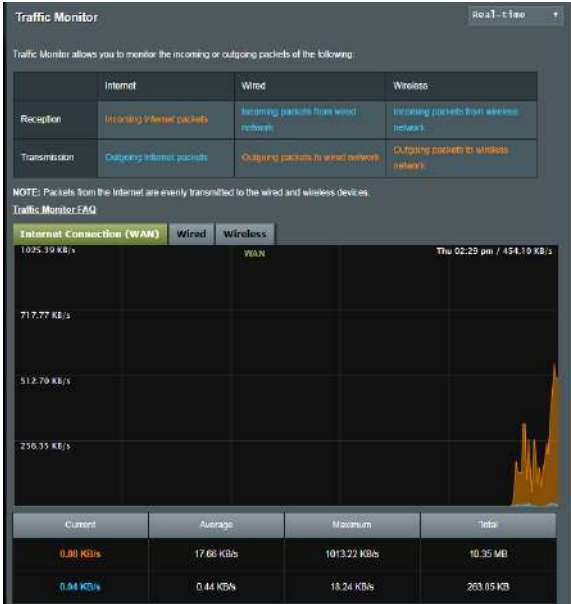 Traffic Monitor
Real-time
Traffic Monitor allows you to monitor the incoming or outgoing packets of the following:
Internet Wired Wireless
Reception Incoming Internet packets Incoming packets from wired network Incoming packets from wireless network
Transmission Outgoing Internet packets Outgoing packets to wired network Outgoing packets to wireless network
NOTE: Packets from the Internet are evenly transmitted to the wired and wireless devices.
Traffic Monitor FAQ
Internet Connection (WAN) Wired Wireless
1025.39 KB/s WAN Thu 02:29 pm / 454.10 KB/s
717.77 KB/s
512.70 KB/s
256.35 KB/s
Current Average Maximum Total
0.00 KB/s 17.66 KB/s 1013.22 KB/s 10.35 MB
0.04 KB/s 0.44 KB/s 18.24 KB/s 263.85 KB